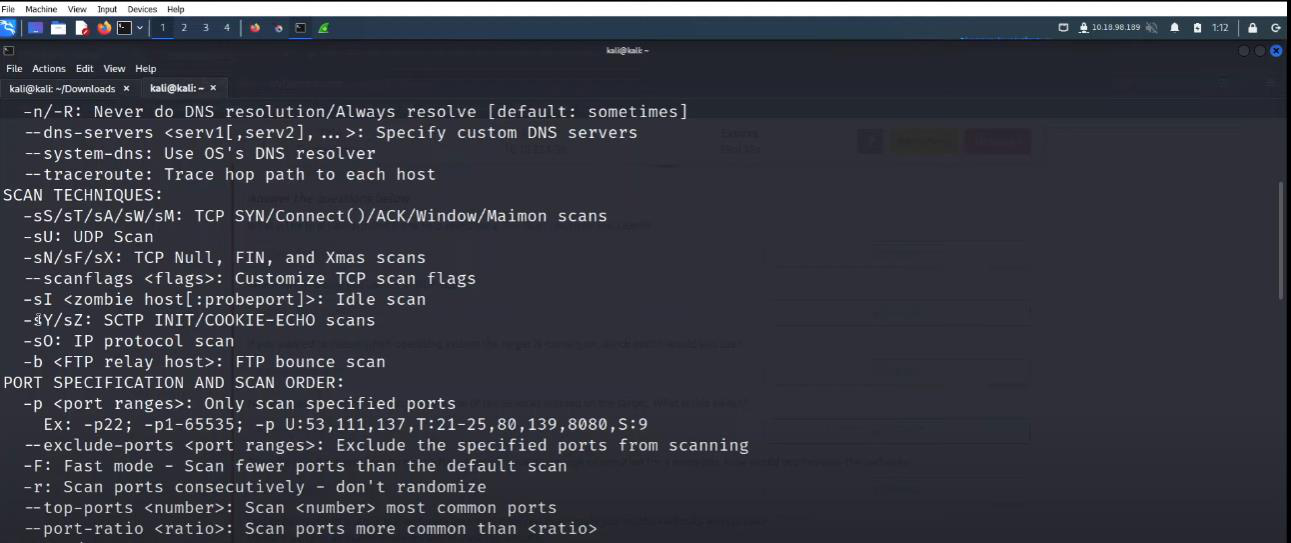 File Machine View Input Devices Help
1 2 3 4 10.18.98.189 1:12
kali@kali: ~
File Actions Edit View Help
kali@kali: ~/Downloads × kali@kali: ~ ×
-n/-R: Never do DNS resolution/Always resolve [default: sometimes]
--dns-servers <serv1[,serv2],...>: Specify custom DNS servers
--system-dns: Use OS's DNS resolver
--traceroute: Trace hop path to each host
SCAN TECHNIQUES:
-sS/sT/sA/sW/sM: TCP SYN/Connect()/ACK/Window/Maimon scans
-sU: UDP Scan
-sN/sF/sX: TCP Null, FIN, and Xmas scans
--scanflags <flags>: Customize TCP scan flags
-sI <zombie host[:probeport]>: Idle scan
-sY/sZ: SCTP INIT/COOKIE-ECHO scans
-sO: IP protocol scan
-b <FTP relay host>: FTP bounce scan
PORT SPECIFICATION AND SCAN ORDER:
-p <port ranges>: Only scan specified ports
Ex: -p22; -p1-65535; -p U:53,111,137,T:21-25,80,139,8080,S:9
--exclude-ports <port ranges>: Exclude the specified ports from scanning
-F: Fast mode - Scan fewer ports than the default scan
-r: Scan ports consecutively - don't randomize
--top-ports <number>: Scan <number> most common ports
--port-ratio <ratio>: Scan ports more common than <ratio>